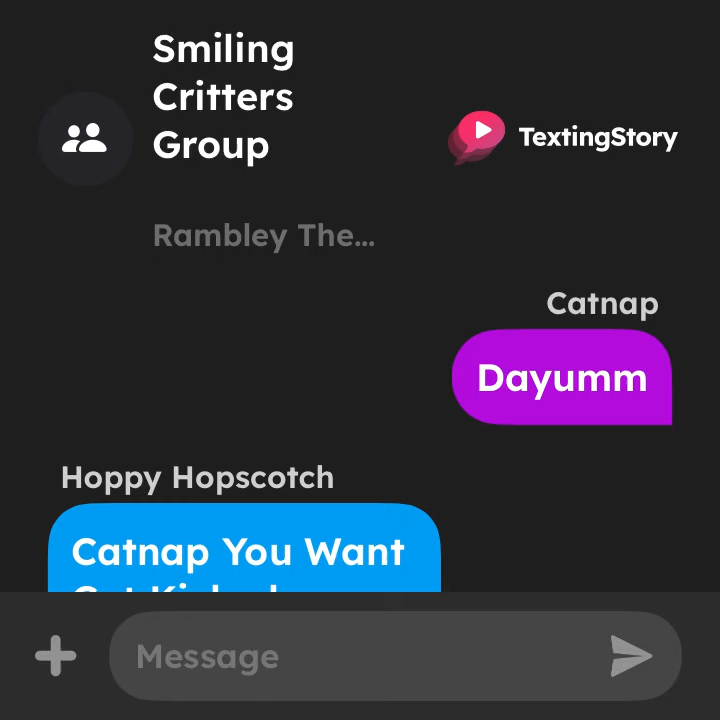 Smiling
Critters
Group
TextingStory
Rambley The...
Catnap
Dayumm
Hoppy Hopscotch
Catnap You Want
Message